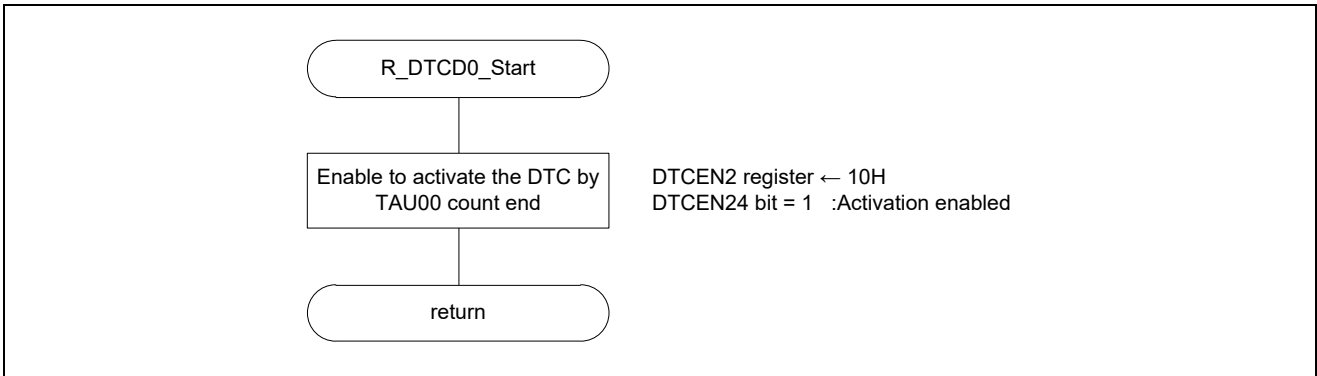 R_DTCD0_Start
Enable to activate the DTC by
TAU00 count end
DTCEN2 register ← 10H
DTCEN24 bit = 1   :Activation enabled
return